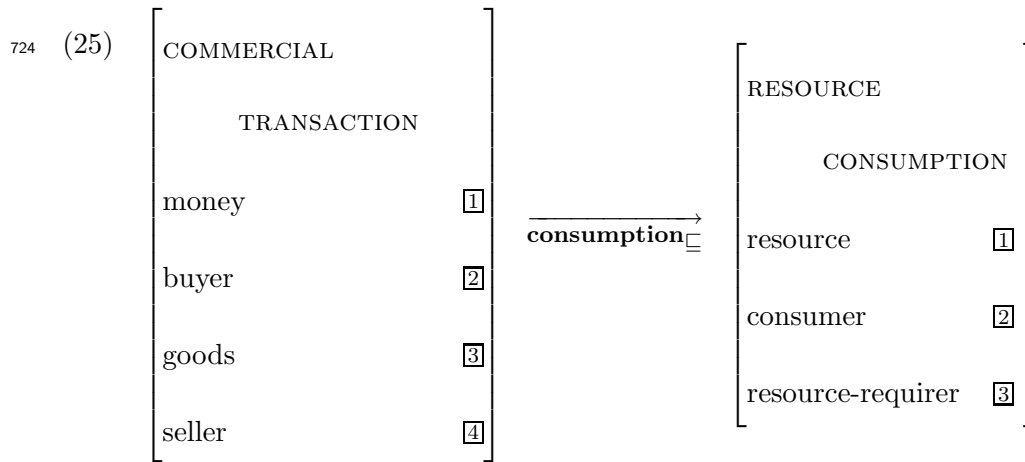 724 (25)
COMMERCIAL
TRANSACTION
money 1
buyer 2
goods 3
seller 4
consumption⊑
RESOURCE
CONSUMPTION
resource 1
consumer 2
resource-requirer 3